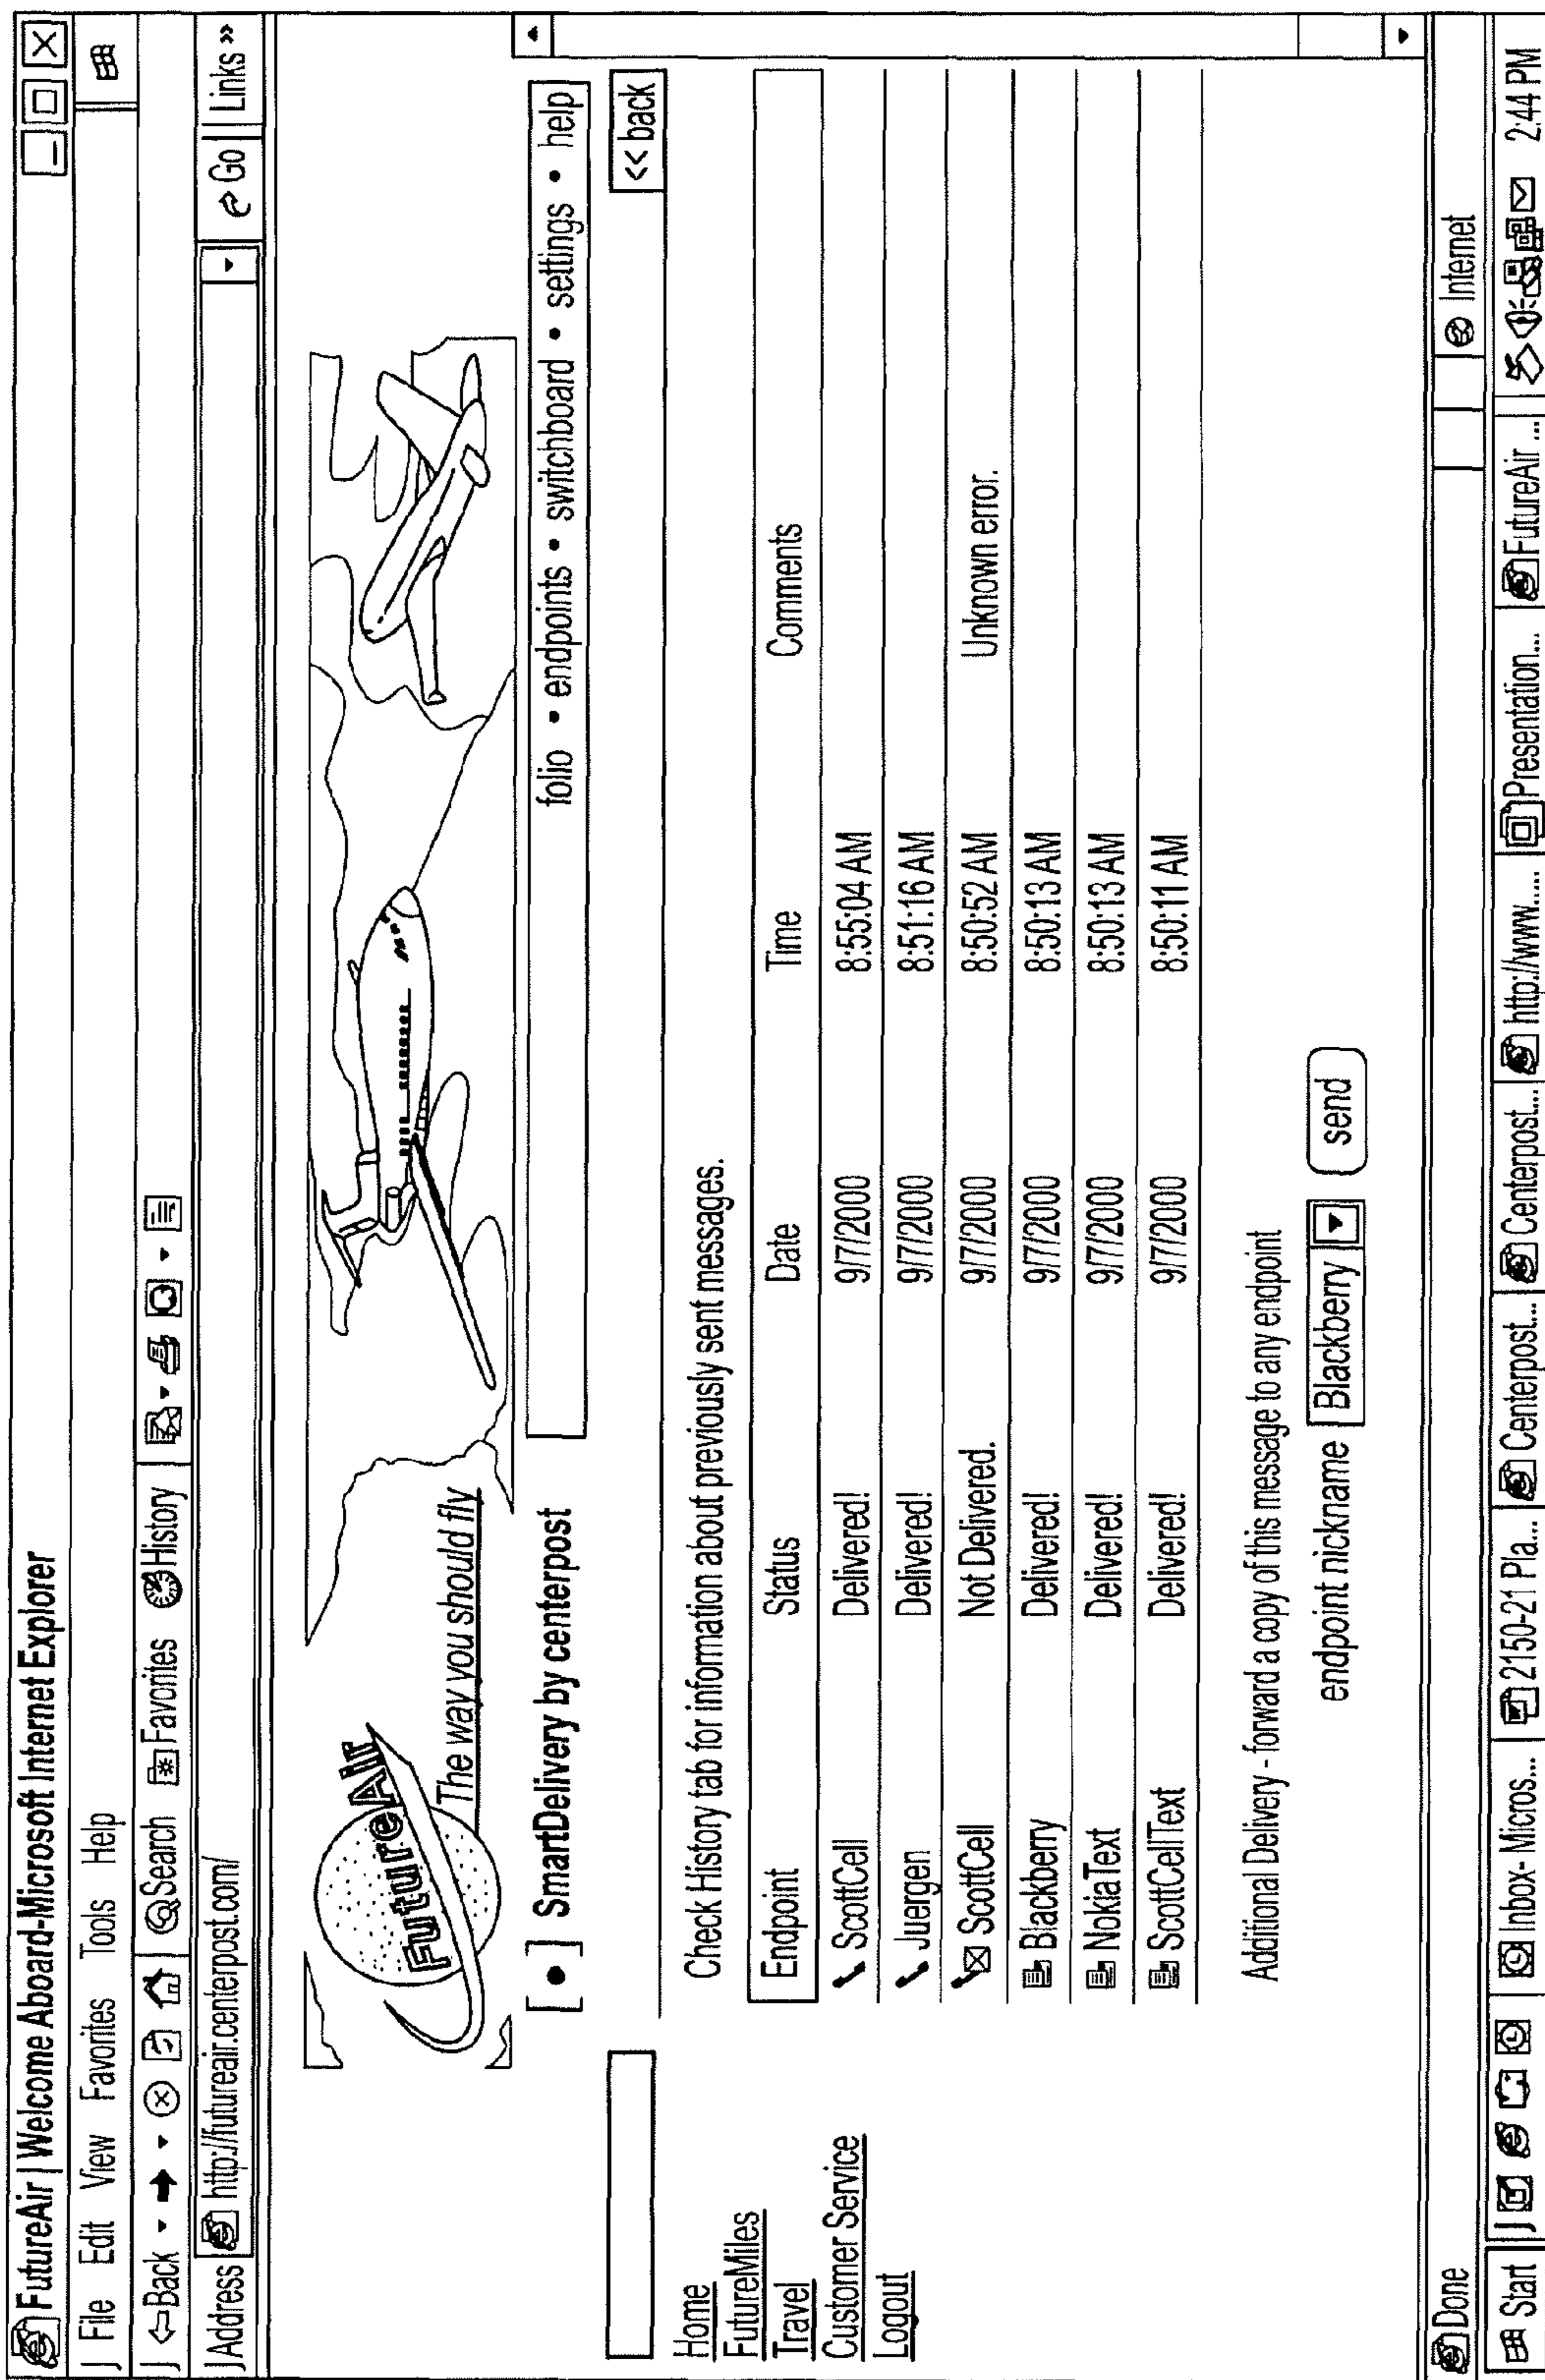 FutureAir | Welcome Aboard-Microsoft Internet Explorer
File Edit View Favorites Tools Help
Back Search Favorites History
Address http://futureair.centerpost.com/ Go Links »
FutureAir
The way you should fly
[ • ] SmartDelivery by centerpost
folio • endpoints • switchboard • settings • help
<< back
Home
FutureMiles
Travel
Customer Service
Logout
Check History tab for information about previously sent messages.
Endpoint Status Date Time Comments
ScottCell Delivered! 9/7/2000 8:55:04 AM
Juergen Delivered! 9/7/2000 8:51:16 AM
ScottCell Not Delivered. 9/7/2000 8:50:52 AM Unknown error.
Blackberry Delivered! 9/7/2000 8:50:13 AM
NokiaText Delivered! 9/7/2000 8:50:13 AM
ScottCellText Delivered! 9/7/2000 8:50:11 AM
Additional Delivery - forward a copy of this message to any endpoint
endpoint nickname Blackberry send
Done Internet
Start Inbox- Micros... 2150-21 Pla... Centerpost... Centerpost... http://www.... Presentation... FutureAir ... 2:44 PM